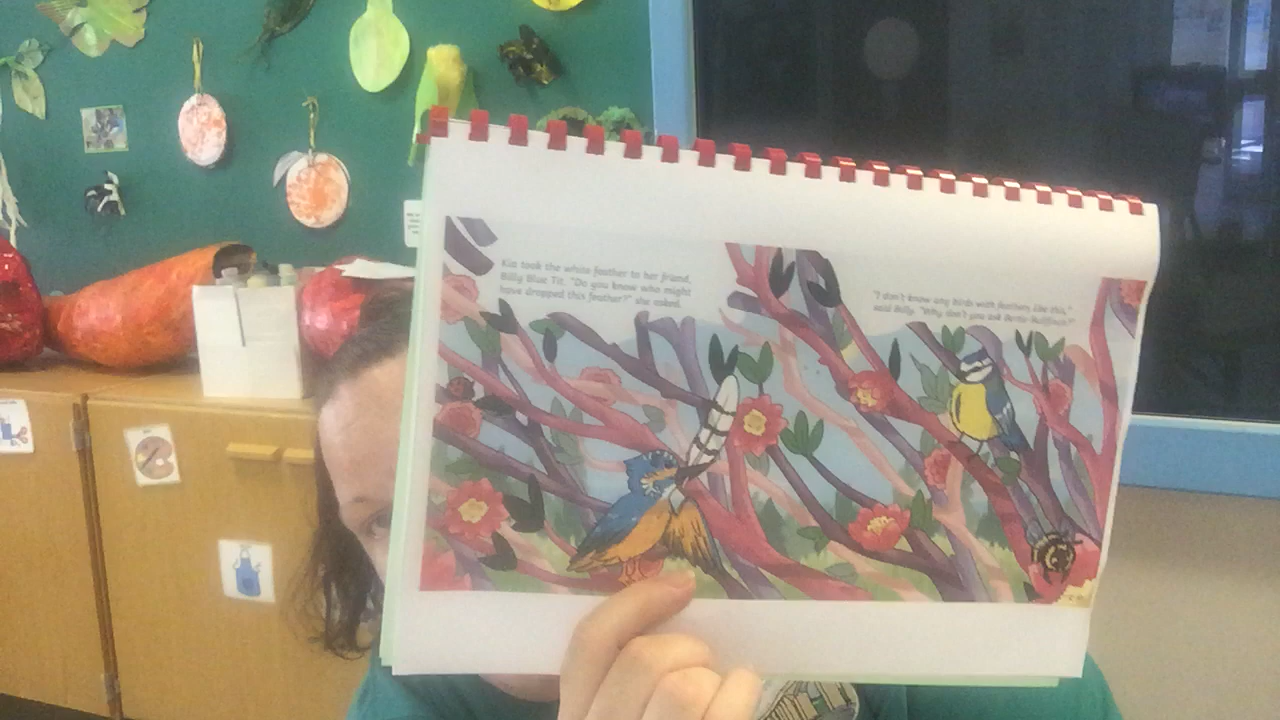 Kia took the white feather to her friend,
Billy Blue Tit. "Do you know who might
have dropped this feather?" she asked.
"I don't know any birds with feathers like this,"
said Billy. "Why don't you ask Betty Bullfinch?"